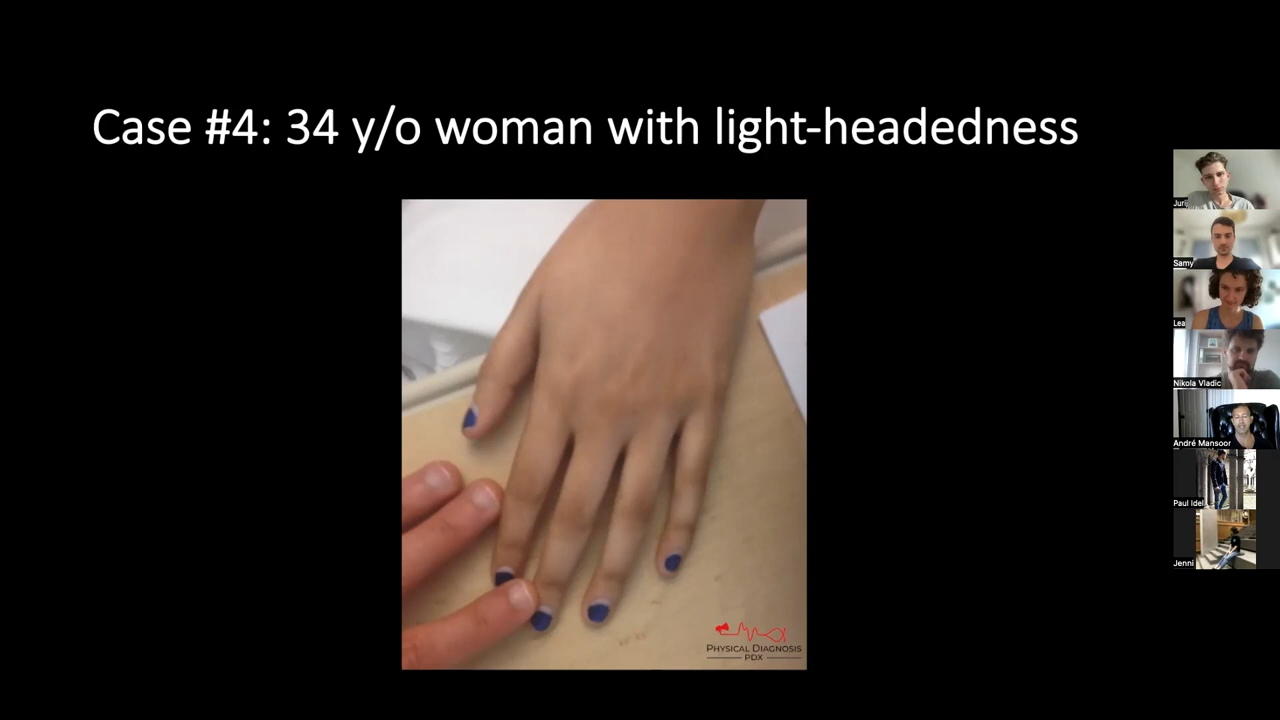 Case #4: 34 y/o woman with light-headedness
Jurij
Samy
Lea
Nikola Vladic
André Mansoor
Paul Idel
Jenni
PHYSICAL DIAGNOSIS
PDX